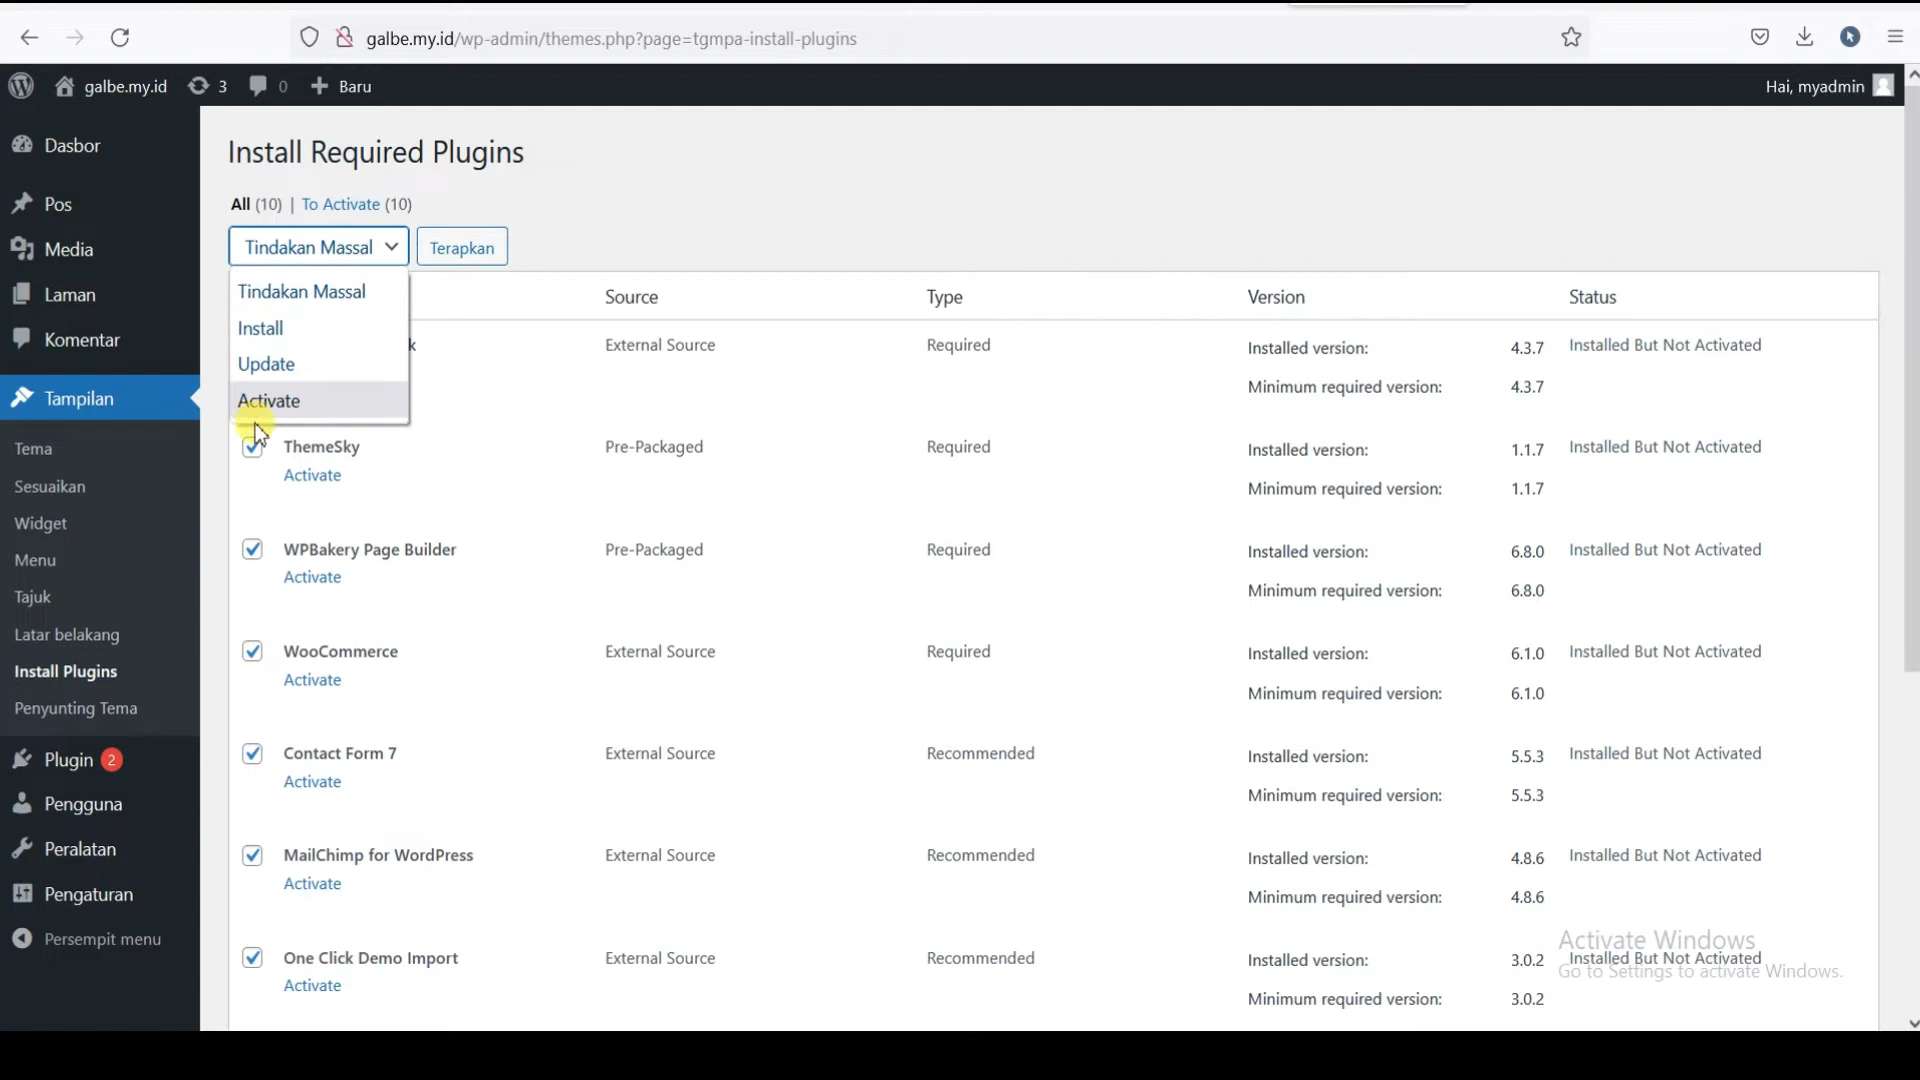 galbe.my.id/wp-admin/themes.php?page=tgmpa-install-plugins
galbe.my.id 3 0 Baru Hai, myadmin
Dasbor
Pos
Media
Laman
Komentar
Tampilan
Tema
Sesuaikan
Widget
Menu
Tajuk
Latar belakang
Install Plugins
Penyunting Tema
Plugin 2
Pengguna
Peralatan
Pengaturan
Persempit menu
Install Required Plugins
All (10) | To Activate (10)
Tindakan Massal Terapkan
Tindakan Massal
Install
Update
Activate
Source Type Version Status
k External Source Required Installed version: 4.3.7 Installed But Not Activated
Minimum required version: 4.3.7
ThemeSky Pre-Packaged Required Installed version: 1.1.7 Installed But Not Activated
Activate Minimum required version: 1.1.7
WPBakery Page Builder Pre-Packaged Required Installed version: 6.8.0 Installed But Not Activated
Activate Minimum required version: 6.8.0
WooCommerce External Source Required Installed version: 6.1.0 Installed But Not Activated
Activate Minimum required version: 6.1.0
Contact Form 7 External Source Recommended Installed version: 5.5.3 Installed But Not Activated
Activate Minimum required version: 5.5.3
MailChimp for WordPress External Source Recommended Installed version: 4.8.6 Installed But Not Activated
Activate Minimum required version: 4.8.6
One Click Demo Import External Source Recommended Installed version: 3.0.2 Installed But Not Activated
Activate Minimum required version: 3.0.2
Activate Windows
Go to Settings to activate Windows.